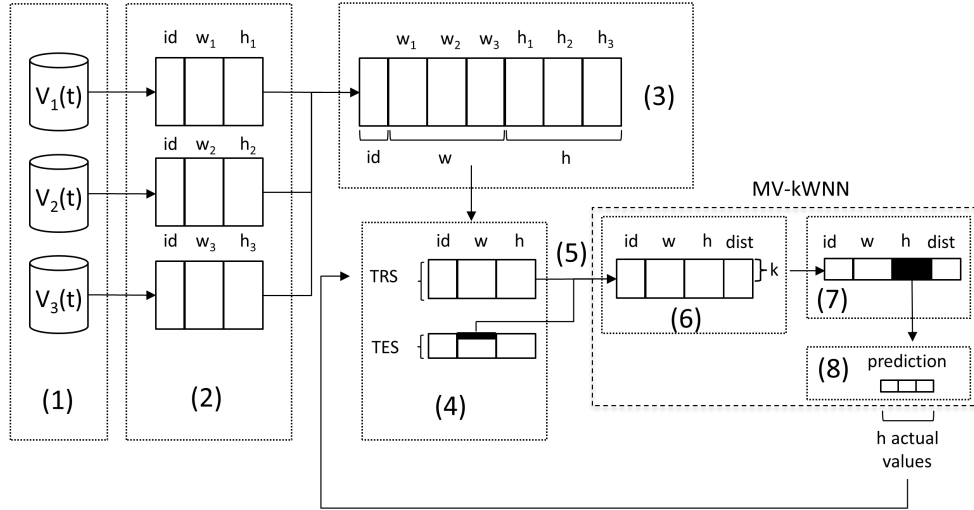 V1(t)
V2(t)
V3(t)
(1)
id w1 h1
id w2 h2
id w3 h3
(2)
w1 w2 w3 h1 h2 h3
id w h
(3)
id w h
TRS
TES
(4)
(5)
MV-kWNN
id w h dist
k
(6)
id w h dist
(7)
(8) prediction
h actual
values